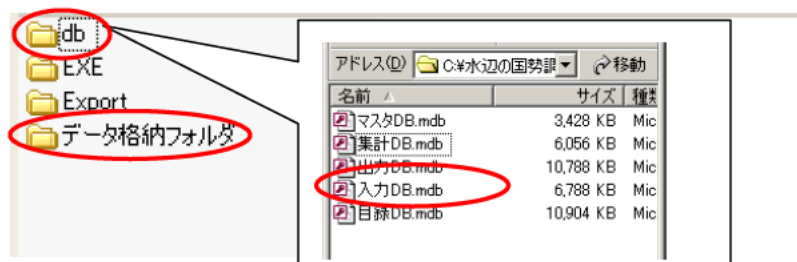 db
EXE
Export
データ格納フォルダ
アドレス(D) C:¥水辺の国勢調 移動
名前 サイズ 種類
マスタDB.mdb 3,428 KB Mic
集計DB.mdb 6,056 KB Mic
出力DB.mdb 10,788 KB Mic
入力DB.mdb 6,788 KB Mic
目録DB.mdb 10,904 KB Mic